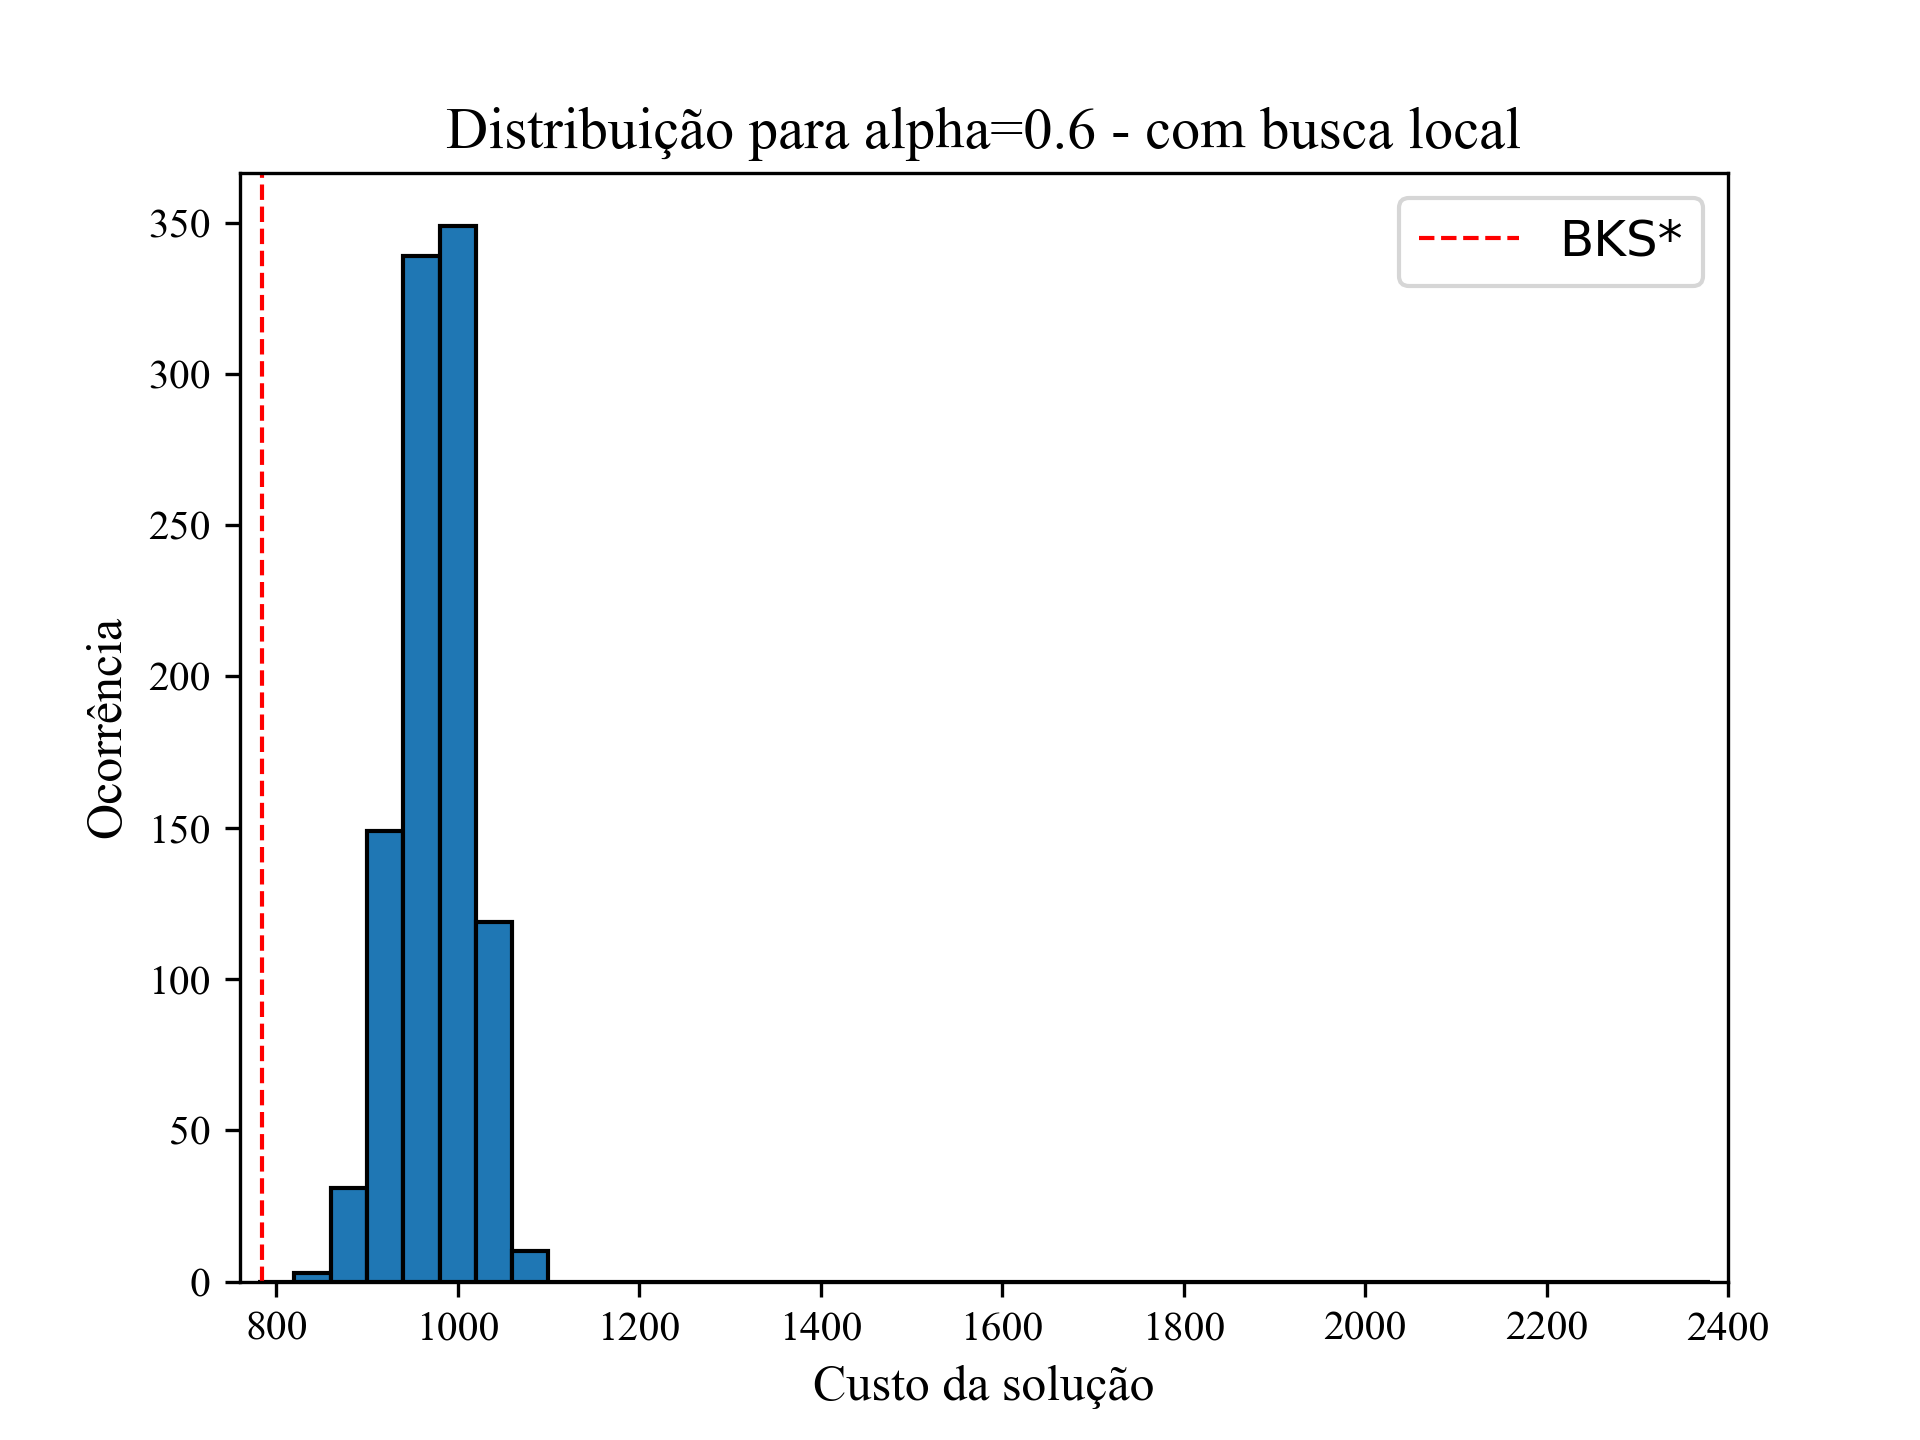 Distribuição para alpha=0.6 - com busca local
BKS*
350
300
250
200
150
100
50
0
Ocorrência
800 1000 1200 1400 1600 1800 2000 2200 2400
Custo da solução